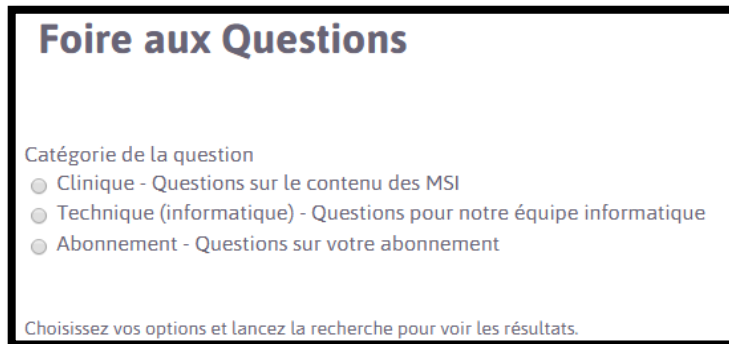 Foire aux Questions
Catégorie de la question
Clinique - Questions sur le contenu des MSI
Technique (informatique) - Questions pour notre équipe informatique
Abonnement - Questions sur votre abonnement
Choisissez vos options et lancez la recherche pour voir les résultats.